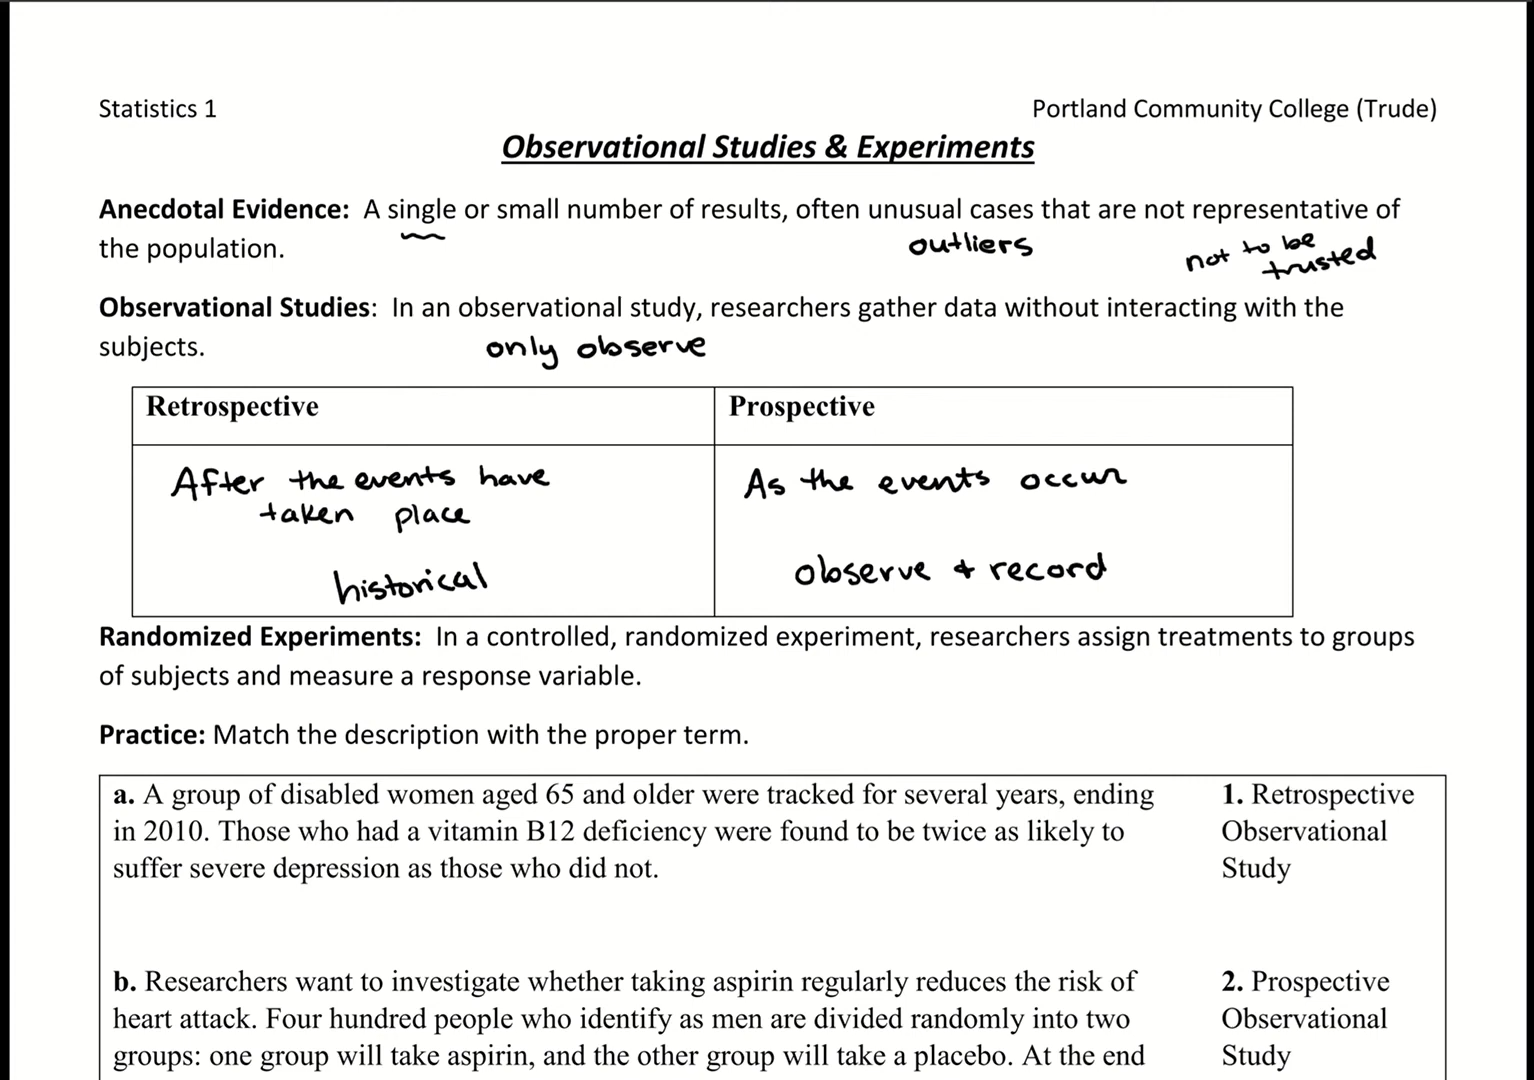 Statistics 1 Portland Community College (Trude)
Observational Studies & Experiments
Anecdotal Evidence: A single or small number of results, often unusual cases that are not representative of
the population. outliers not to be
trusted
Observational Studies: In an observational study, researchers gather data without interacting with the
subjects. only observe
Retrospective Prospective
After the events have
taken place
historical
As the events occur
observe + record
Randomized Experiments: In a controlled, randomized experiment, researchers assign treatments to groups
of subjects and measure a response variable.
Practice: Match the description with the proper term.
a. A group of disabled women aged 65 and older were tracked for several years, ending
in 2010. Those who had a vitamin B12 deficiency were found to be twice as likely to
suffer severe depression as those who did not.
1. Retrospective
Observational
Study
b. Researchers want to investigate whether taking aspirin regularly reduces the risk of
heart attack. Four hundred people who identify as men are divided randomly into two
groups: one group will take aspirin, and the other group will take a placebo. At the end
2. Prospective
Observational
Study